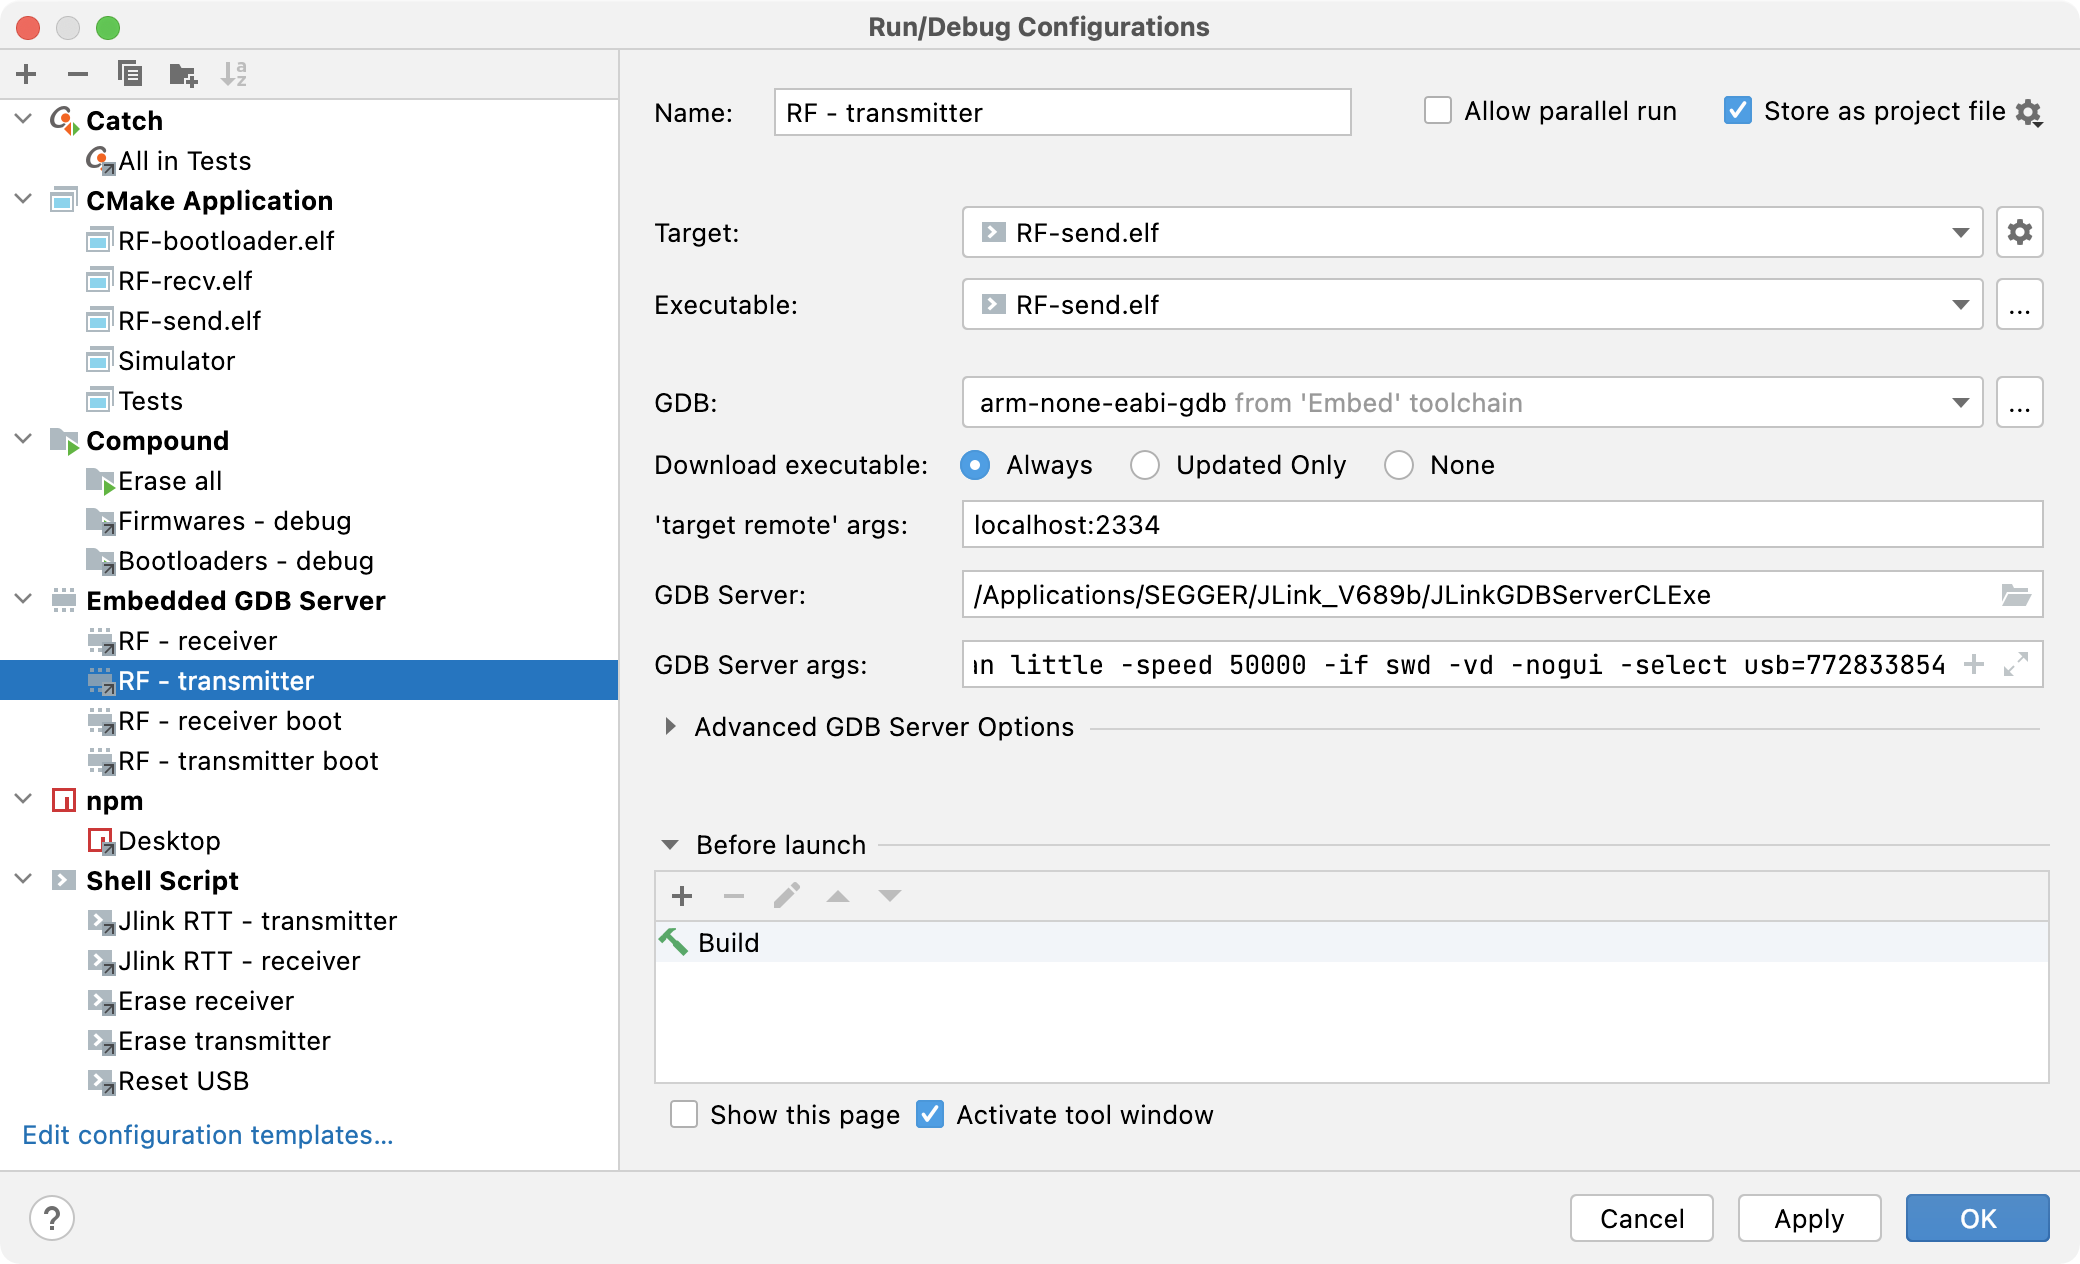 Run/Debug Configurations
Catch
All in Tests
CMake Application
RF-bootloader.elf
RF-recv.elf
RF-send.elf
Simulator
Tests
Compound
Erase all
Firmwares - debug
Bootloaders - debug
Embedded GDB Server
RF - receiver
RF - transmitter
RF - receiver boot
RF - transmitter boot
npm
Desktop
Shell Script
Jlink RTT - transmitter
Jlink RTT - receiver
Erase receiver
Erase transmitter
Reset USB
Edit configuration templates...
Name: RF - transmitter Allow parallel run Store as project file
Target: RF-send.elf
Executable: RF-send.elf ...
GDB: arm-none-eabi-gdb from 'Embed' toolchain ...
Download executable: Always Updated Only None
'target remote' args: localhost:2334
GDB Server: /Applications/SEGGER/JLink_V689b/JLinkGDBServerCLExe
GDB Server args: little -speed 50000 -if swd -vd -nogui -select usb=772833854
Advanced GDB Server Options
Before launch
Build
Show this page Activate tool window
? Cancel Apply OK